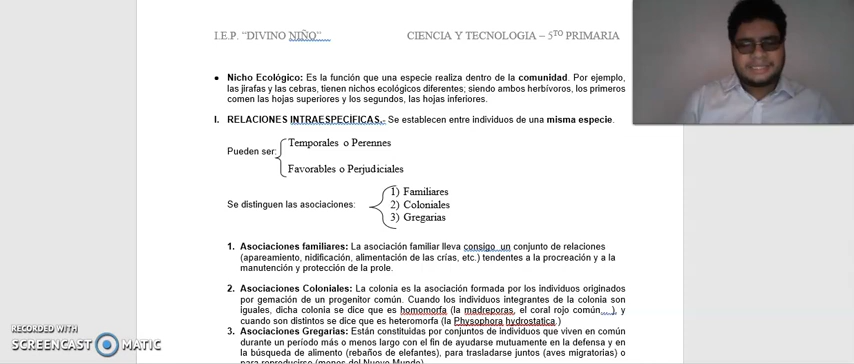 I.E.P. “DIVINO NIÑO” CIENCIA Y TECNOLOGIA – 5TO PRIMARIA
• Nicho Ecológico: Es la función que una especie realiza dentro de la comunidad. Por ejemplo,
las jirafas y las cebras, tienen nichos ecológicos diferentes; siendo ambos herbívoros, los primeros
comen las hojas superiores y los segundos, las hojas inferiores.
I. RELACIONES INTRAESPECÍFICAS.- Se establecen entre individuos de una misma especie.
Temporales o Perennes
Pueden ser:
Favorables o Perjudiciales
1) Familiares
Se distinguen las asociaciones: 2) Coloniales
3) Gregarias
1. Asociaciones familiares: La asociación familiar lleva consigo un conjunto de relaciones
(apareamiento, nidificación, alimentación de las crías, etc.) tendentes a la procreación y a la
manutención y protección de la prole.
2. Asociaciones Coloniales: La colonia es la asociación formada por los individuos originados
por gemación de un progenitor común. Cuando los individuos integrantes de la colonia son
iguales, dicha colonia se dice que es homomorfa (la madreporas, el coral rojo común...), y
cuando son distintos se dice que es heteromorfa (la Physophora hydrostatica.)
3. Asociaciones Gregarias: Están constituidas por conjuntos de individuos que viven en común
durante un período más o menos largo con el fin de ayudarse mutuamente en la defensa y en
la búsqueda de alimento (rebaños de elefantes), para trasladarse juntos (aves migratorias) o
para reproducirse (monos del Nuevo Mundo)
RECORDED WITH
SCREENCAST MATIC